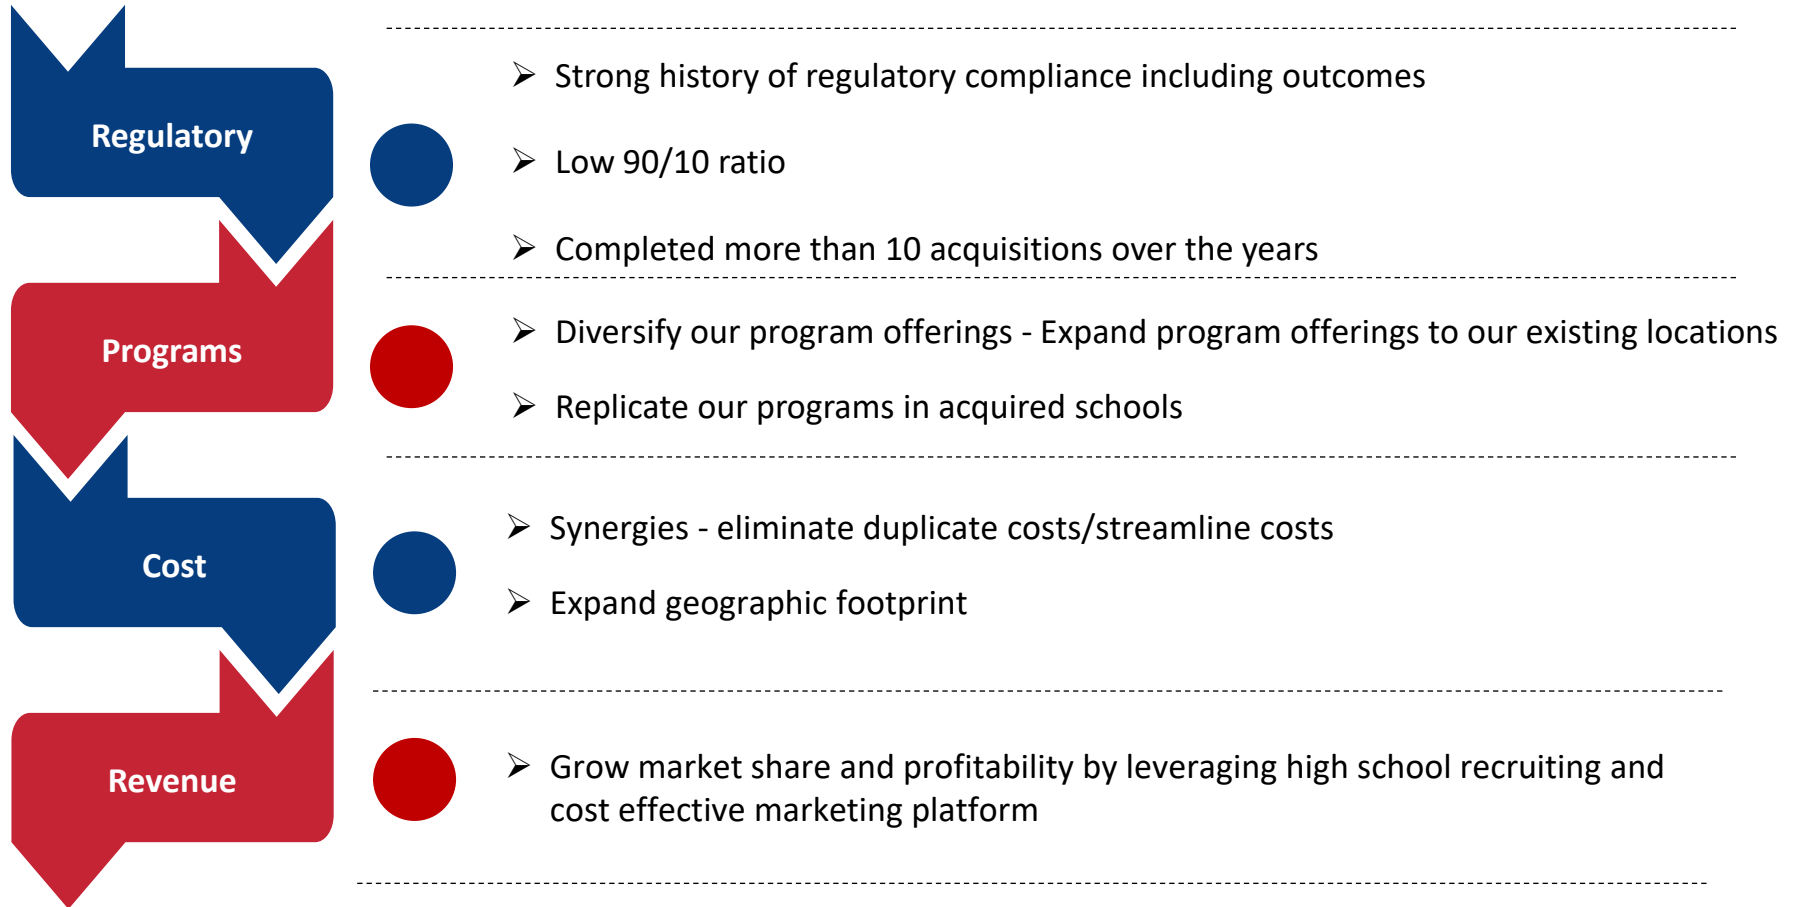 Regulatory
➢ Strong history of regulatory compliance including outcomes
➢ Low 90/10 ratio
➢ Completed more than 10 acquisitions over the years
Programs
➢ Diversify our program offerings - Expand program offerings to our existing locations
➢ Replicate our programs in acquired schools
Cost
➢ Synergies - eliminate duplicate costs/streamline costs
➢ Expand geographic footprint
Revenue
➢ Grow market share and profitability by leveraging high school recruiting and
cost effective marketing platform